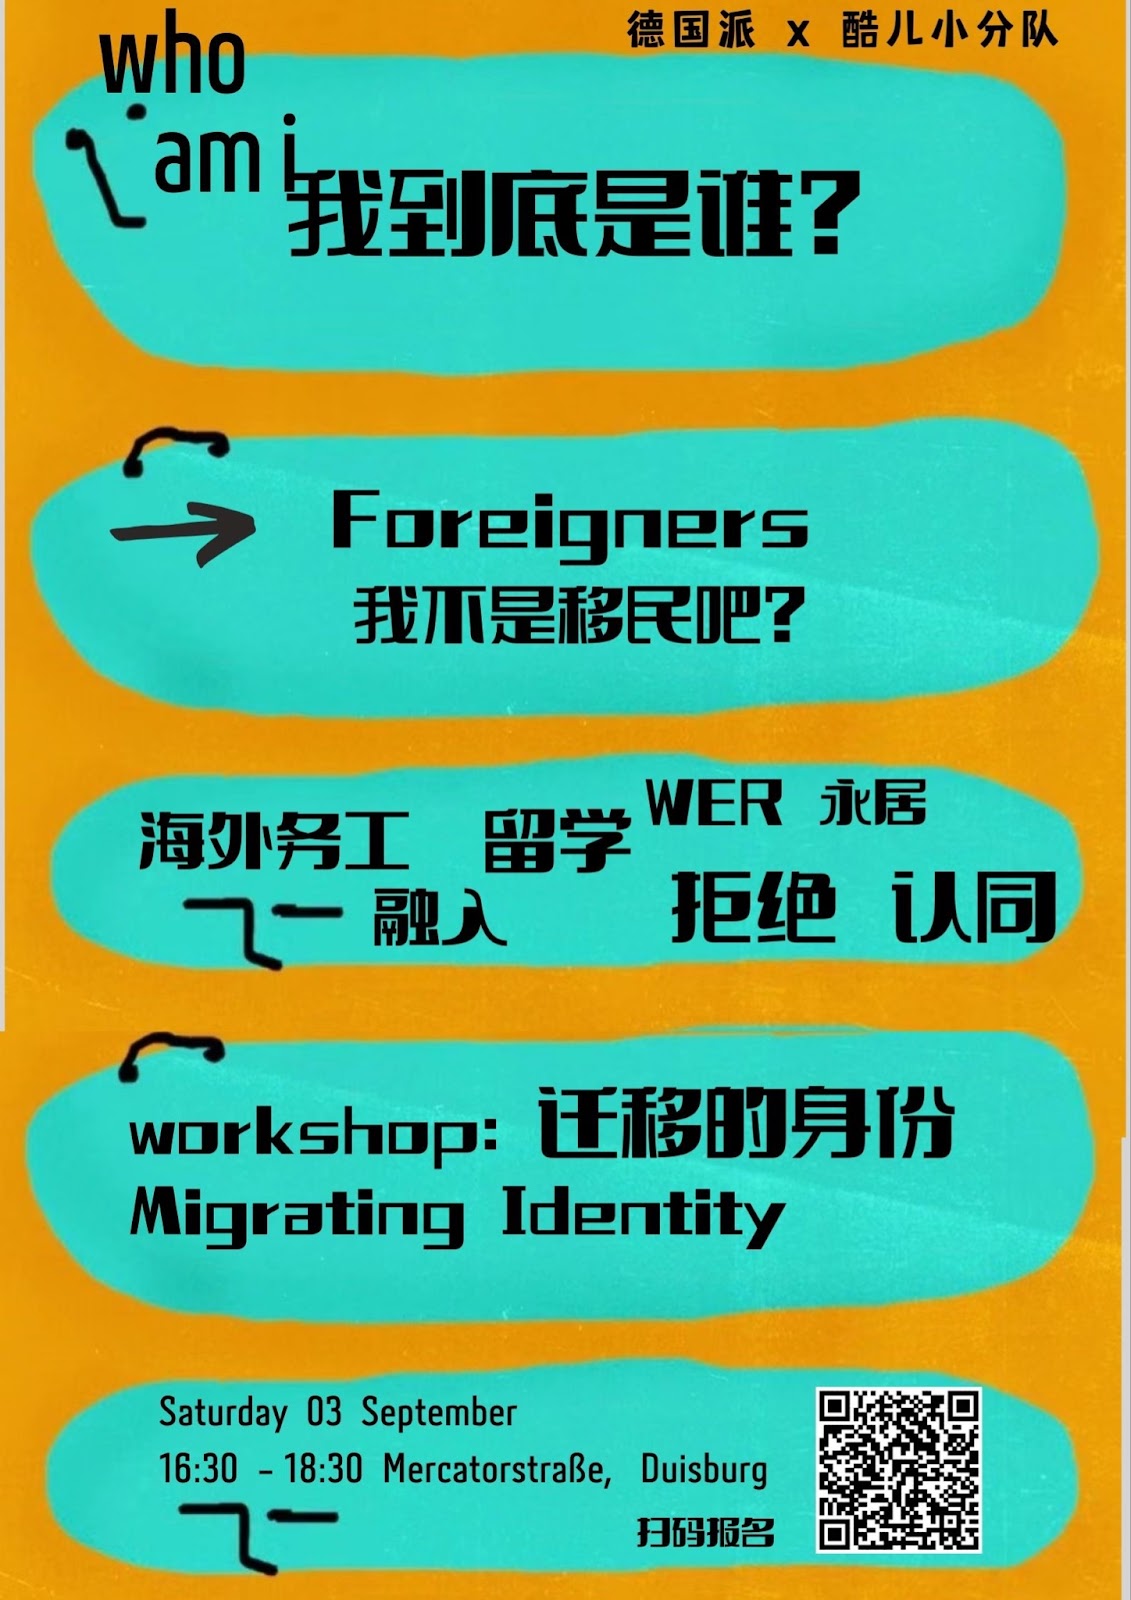 德国派 x 酷儿小分队
who
am i
我到底是谁?
Foreigners
我不是移民吧?
海外务工 留学 WER 永居
融入 拒绝 认同
workshop: 迁移的身份
Migrating Identity
Saturday 03 September
16:30 - 18:30 Mercatorstraße, Duisburg
扫码报名